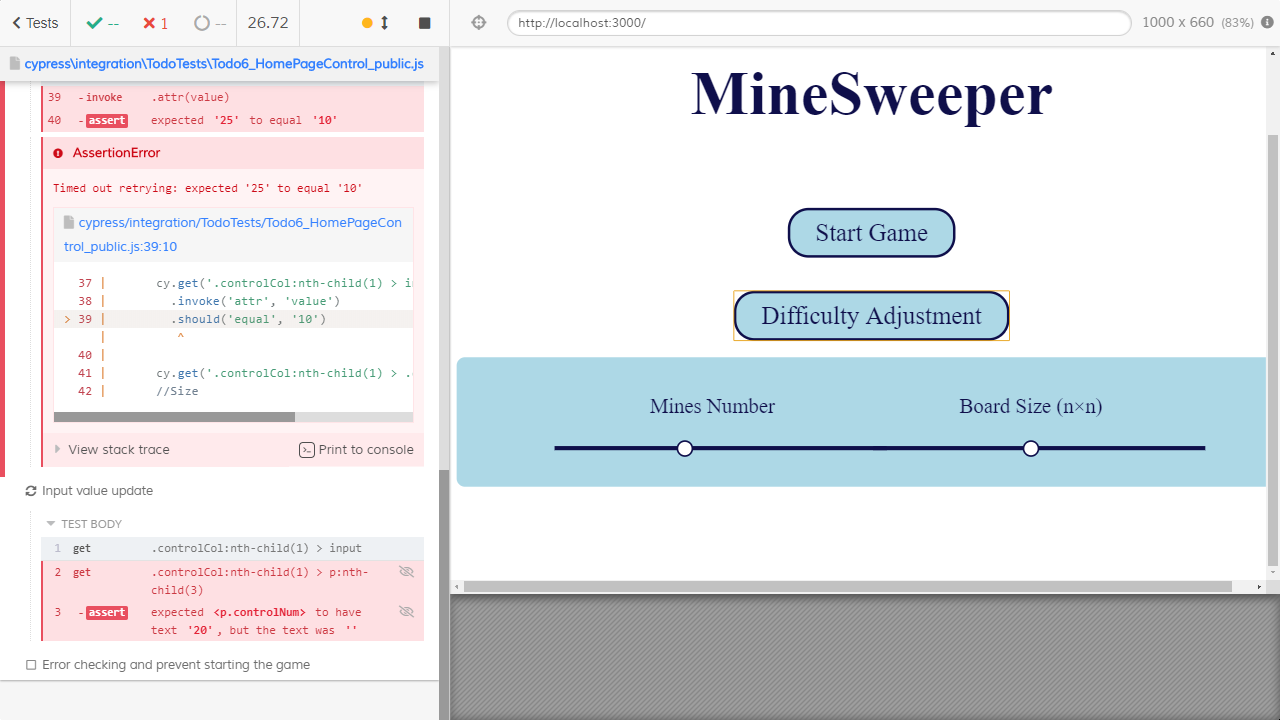 Tests
--
1
--
26.72
http://localhost:3000/
1000 x 660 (83%)
cypress\integration\TodoTests\Todo6_HomePageControl_public.js
39 -invoke .attr(value)
40 -assert expected '25' to equal '10'
AssertionError
Timed out retrying: expected '25' to equal '10'
cypress/integration/TodoTests/Todo6_HomePageCon
trol_public.js:39:10
37 | cy.get('.controlCol:nth-child(1) > i
38 | .invoke('attr', 'value')
> 39 | .should('equal', '10')
| ^
40 |
41 | cy.get('.controlCol:nth-child(1) > .
42 | //Size
View stack trace
Print to console
Input value update
TEST BODY
1 get .controlCol:nth-child(1) > input
2 get .controlCol:nth-child(1) > p:nth-
child(3)
3 -assert expected <p.controlNum> to have
text '20', but the text was ''
Error checking and prevent starting the game
MineSweeper
Start Game
Difficulty Adjustment
Mines Number
Board Size (n×n)